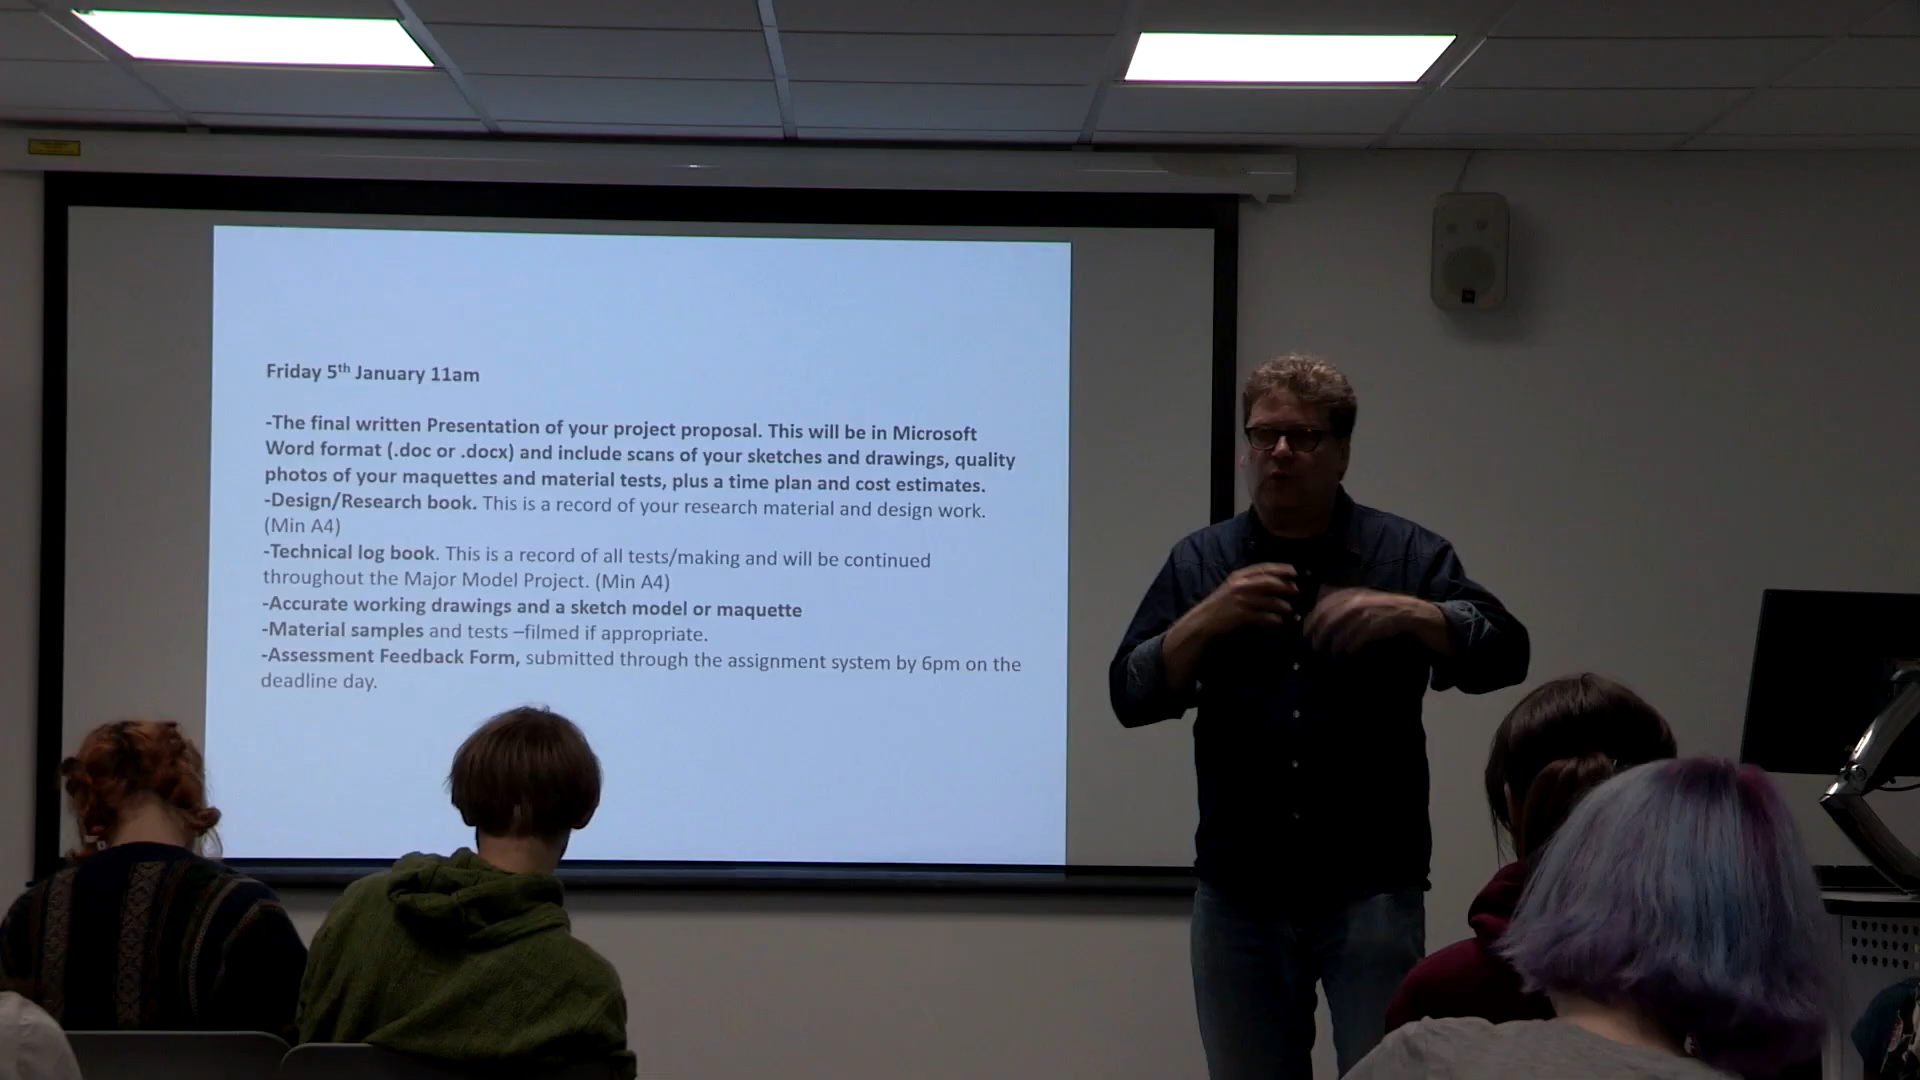 Friday 5th January 11am
-The final written Presentation of your project proposal. This will be in Microsoft
Word format (.doc or .docx) and include scans of your sketches and drawings, quality
photos of your maquettes and material tests, plus a time plan and cost estimates.
-Design/Research book. This is a record of your research material and design work.
(Min A4)
-Technical log book. This is a record of all tests/making and will be continued
throughout the Major Model Project. (Min A4)
-Accurate working drawings and a sketch model or maquette
-Material samples and tests –filmed if appropriate.
-Assessment Feedback Form, submitted through the assignment system by 6pm on the
deadline day.